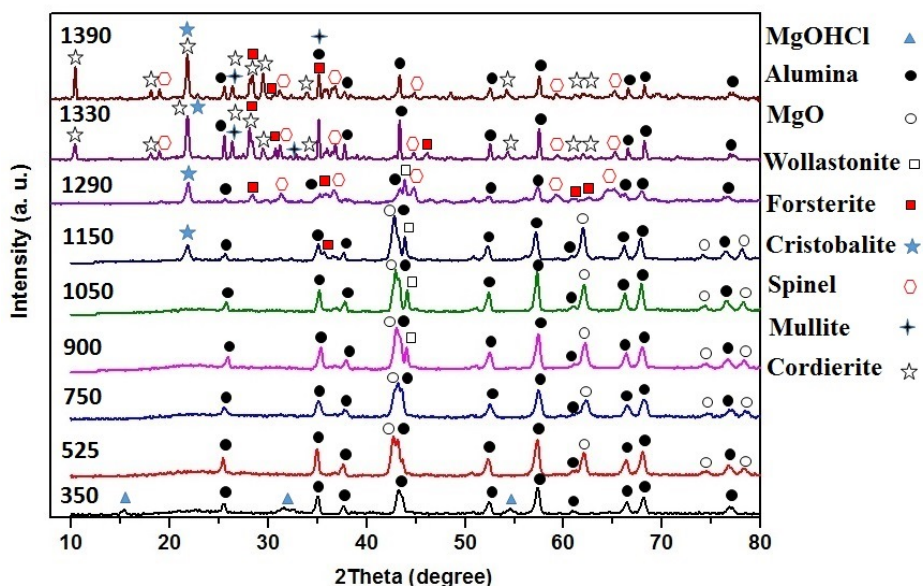 1390
1330
1290
1150
1050
900
750
525
350
Intensity (a. u.)
10 20 30 40 50 60 70 80
2Theta (degree)
MgOHCl
Alumina
MgO
Wollastonite
Forsterite
Cristobalite
Spinel
Mullite
Cordierite